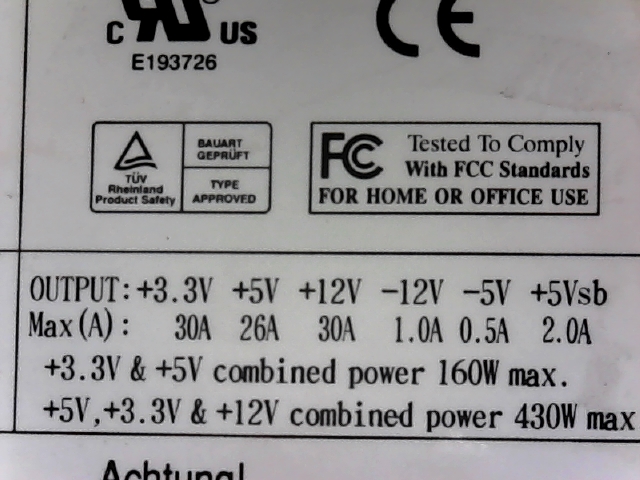 C UR US
E193726
CE
TÜV
Rheinland
Product Safety
BAUART
GEPRÜFT
TYPE
APPROVED
FC Tested To Comply
With FCC Standards
FOR HOME OR OFFICE USE
OUTPUT: +3.3V +5V +12V -12V -5V +5Vsb
Max(A): 30A 26A 30A 1.0A 0.5A 2.0A
+3.3V & +5V combined power 160W max.
+5V,+3.3V & +12V combined power 430W max
Achtung!